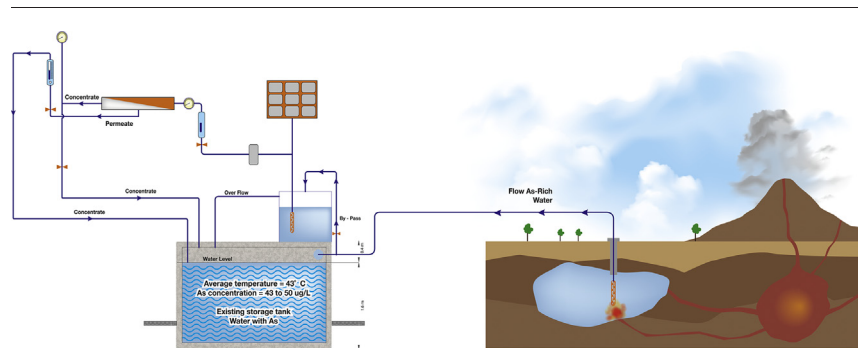 Concentrate
Permeate
Concentrate
Concentrate
Over Flow
By - Pass
Flow As-Rich
Water
Water Level
Average temperature = 43° C
As concentration = 43 to 50 ug/L
Existing storage tank -
Water with As